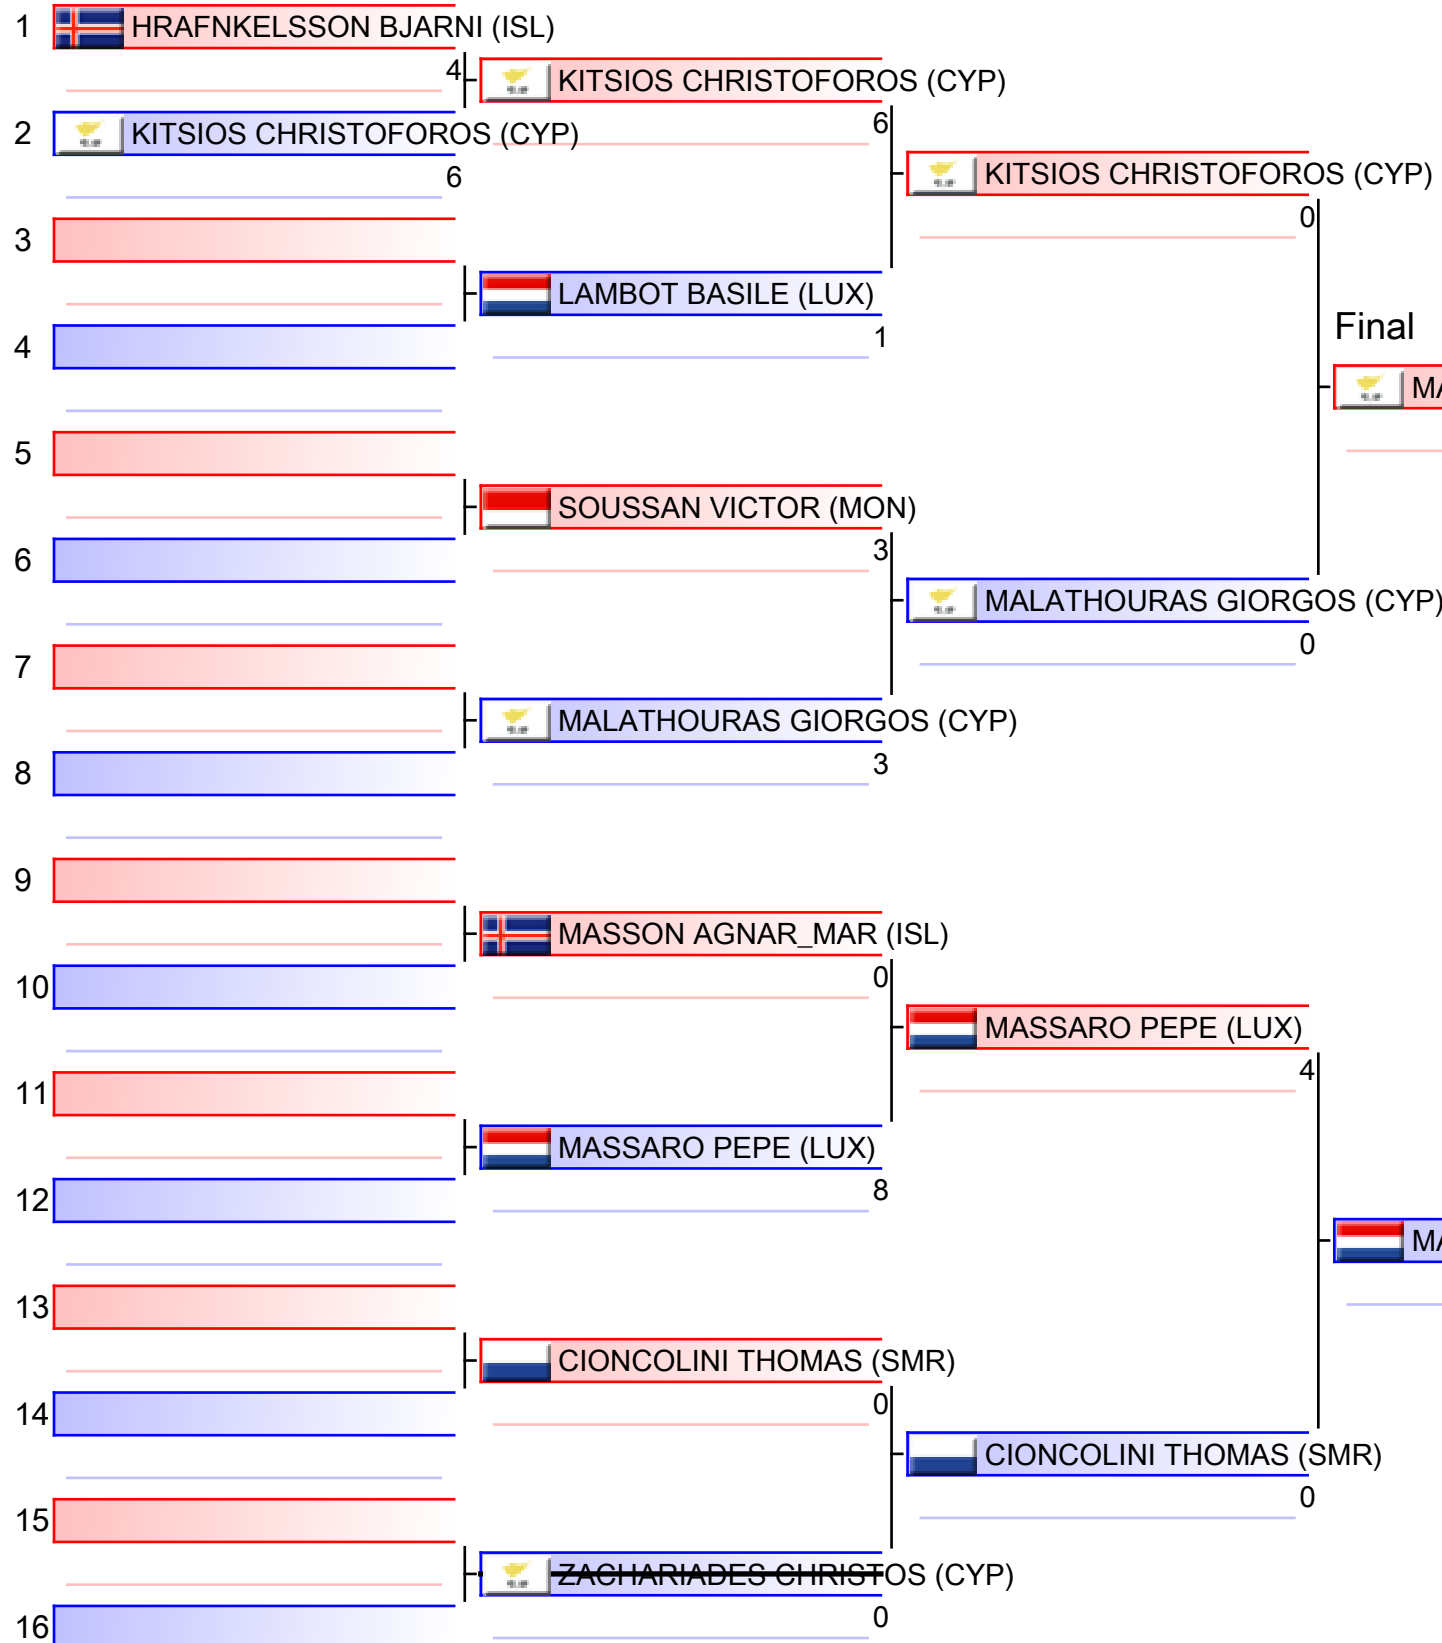 1 HRAFNKELSSON BJARNI (ISL)
4 KITSIOS CHRISTOFOROS (CYP)
6
2 KITSIOS CHRISTOFOROS (CYP)
6
KITSIOS CHRISTOFOROS (CYP)
0
3
LAMBOT BASILE (LUX)
1
4
Final
MA
5
SOUSSAN VICTOR (MON)
3
6
MALATHOURAS GIORGOS (CYP)
0
7
MALATHOURAS GIORGOS (CYP)
3
8
9
MASSON AGNAR_MAR (ISL)
0
10
MASSARO PEPE (LUX)
4
11
MASSARO PEPE (LUX)
8
12
MA
13
CIONCOLINI THOMAS (SMR)
0
14
CIONCOLINI THOMAS (SMR)
0
15
ZACHARIADES CHRISTOS (CYP)
0
16